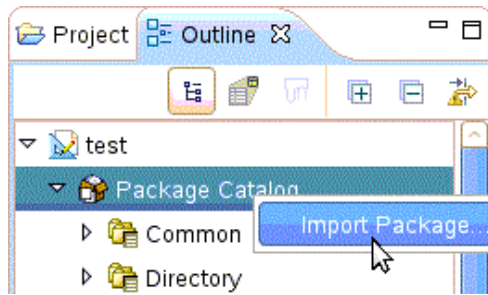 Project Outline
test
Package Catalog
Import Package...
Common
Directory